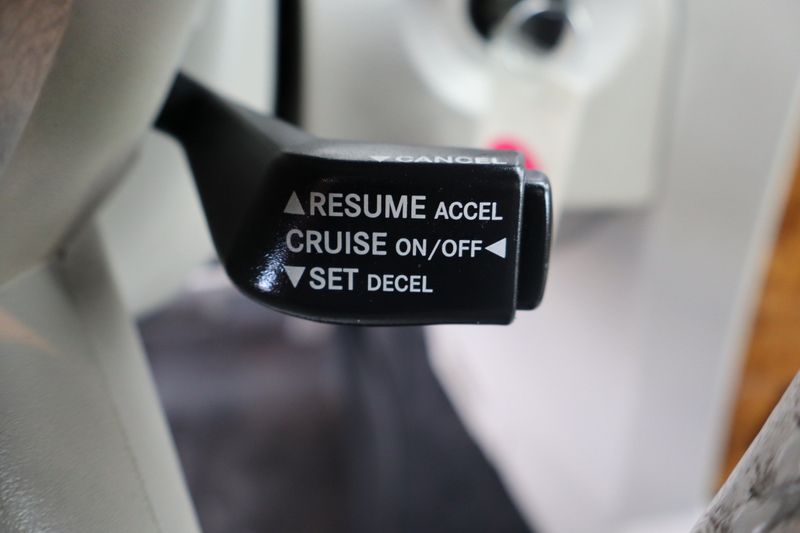 ▼CANCEL
▲RESUME ACCEL
CRUISE ON/OFF◄
▼SET DECEL